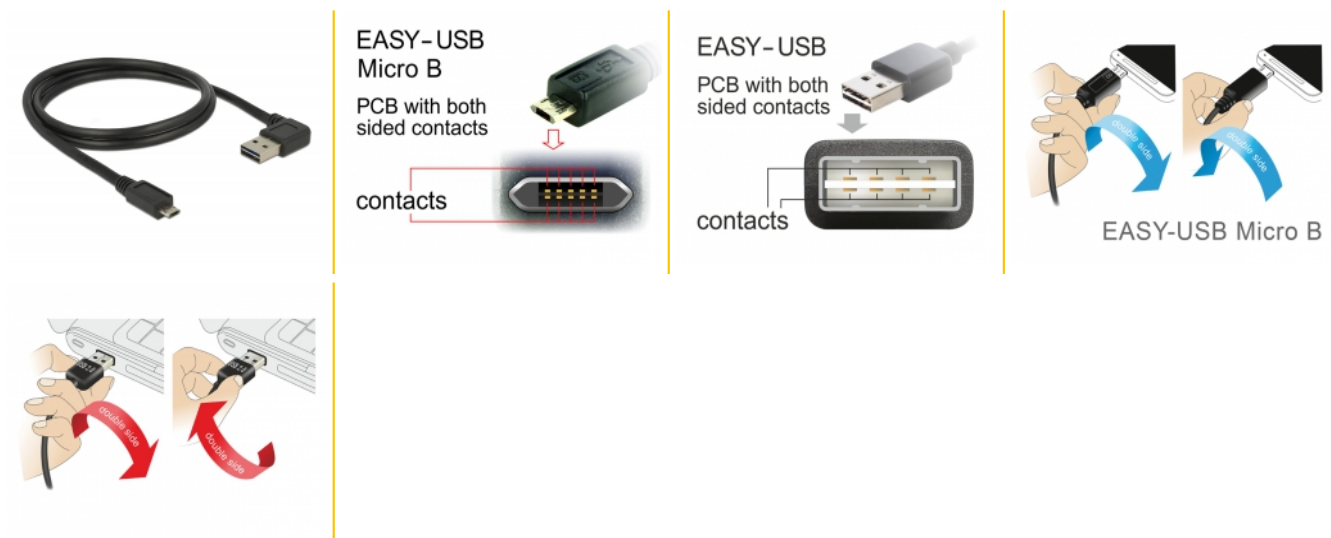 EASY-USB
Micro B
PCB with both
sided contacts
contacts
EASY-USB
PCB with both
sided contacts
contacts
double side
double side
EASY-USB Micro B
double side
double side